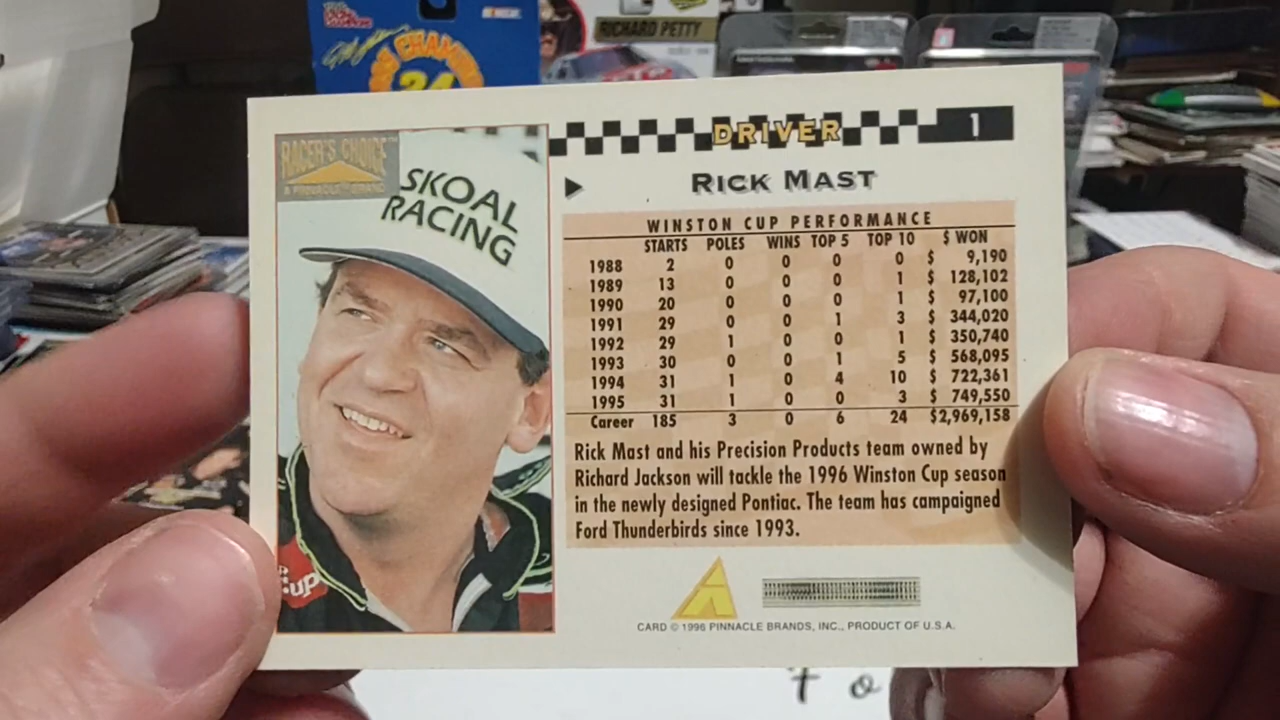 RICHARD PETTY
24
DRIVER 1
RACER'S CHOICE™
A PINNACLE BRAND
SKOAL
RACING
RICK MAST
WINSTON CUP PERFORMANCE
STARTS POLES WINS TOP 5 TOP 10 $ WON
1988 2 0 0 0 0 $ 9,190
1989 13 0 0 0 1 $ 128,102
1990 20 0 0 0 1 $ 97,100
1991 29 0 0 1 3 $ 344,020
1992 29 1 0 0 1 $ 350,740
1993 30 0 0 1 5 $ 568,095
1994 31 1 0 4 10 $ 722,361
1995 31 1 0 0 3 $ 749,550
Career 185 3 0 6 24 $2,969,158
Rick Mast and his Precision Products team owned by
Richard Jackson will tackle the 1996 Winston Cup season
in the newly designed Pontiac. The team has campaigned
Ford Thunderbirds since 1993.
Cup
CARD © 1996 PINNACLE BRANDS, INC., PRODUCT OF U.S.A.